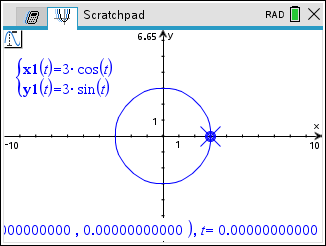 Scratchpad
RAD
6.65 y
x1(t)=3· cos(t)
y1(t)=3· sin(t)
1
x
-10
1
10
000000000 , 0.00000000000 ), t= 0.00000000000